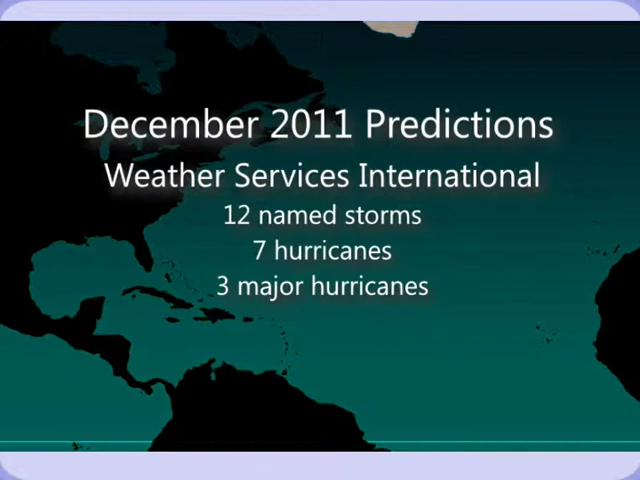 December 2011 Predictions
Weather Services International
12 named storms
7 hurricanes
3 major hurricanes